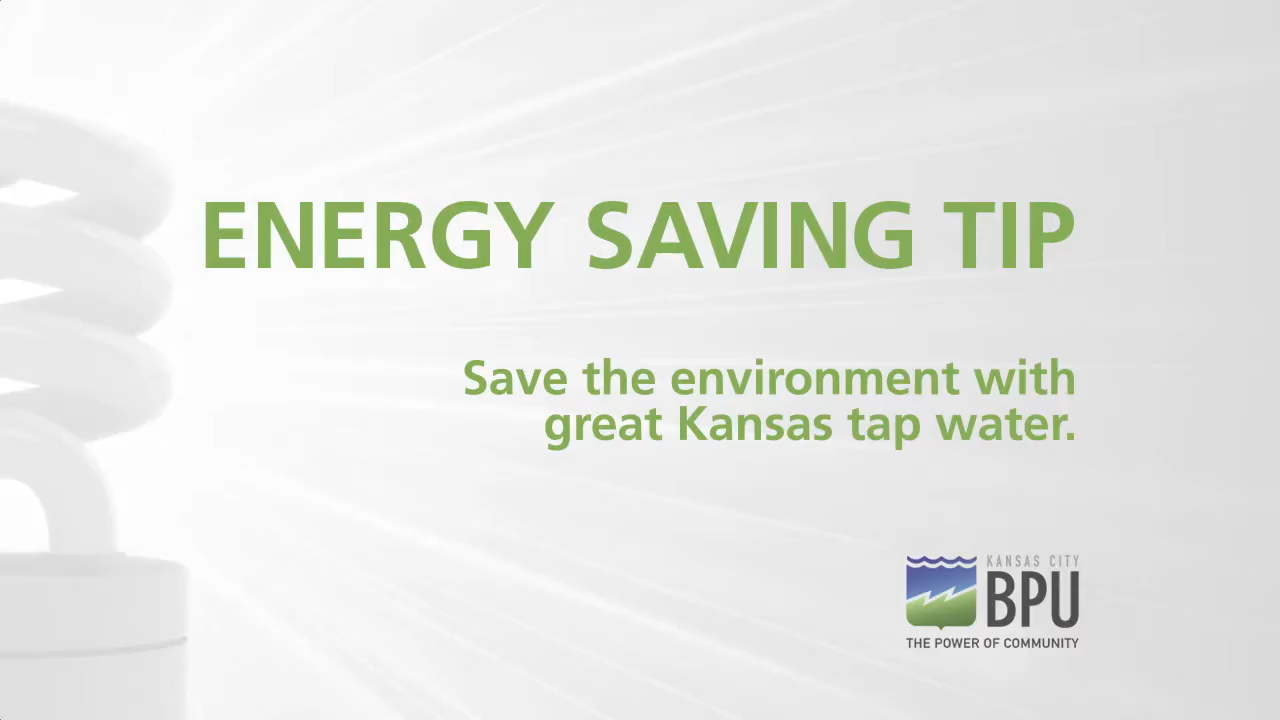 ENERGY SAVING TIP
Save the environment with
great Kansas tap water.
KANSAS CITY
BPU
THE POWER OF COMMUNITY